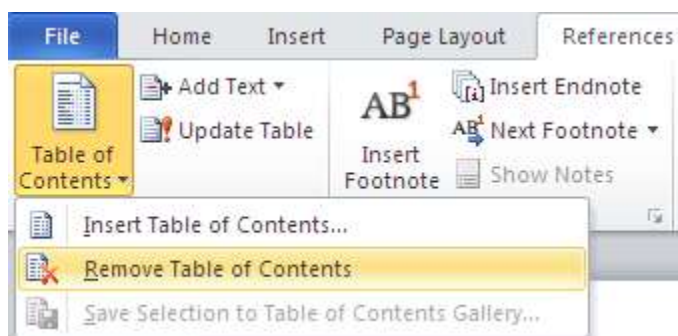 File Home Insert Page Layout References
Add Text
Update Table
Table of
Contents
AB1
Insert
Footnote
Insert Endnote
AB1 Next Footnote
Show Notes
Insert Table of Contents...
Remove Table of Contents
Save Selection to Table of Contents Gallery...